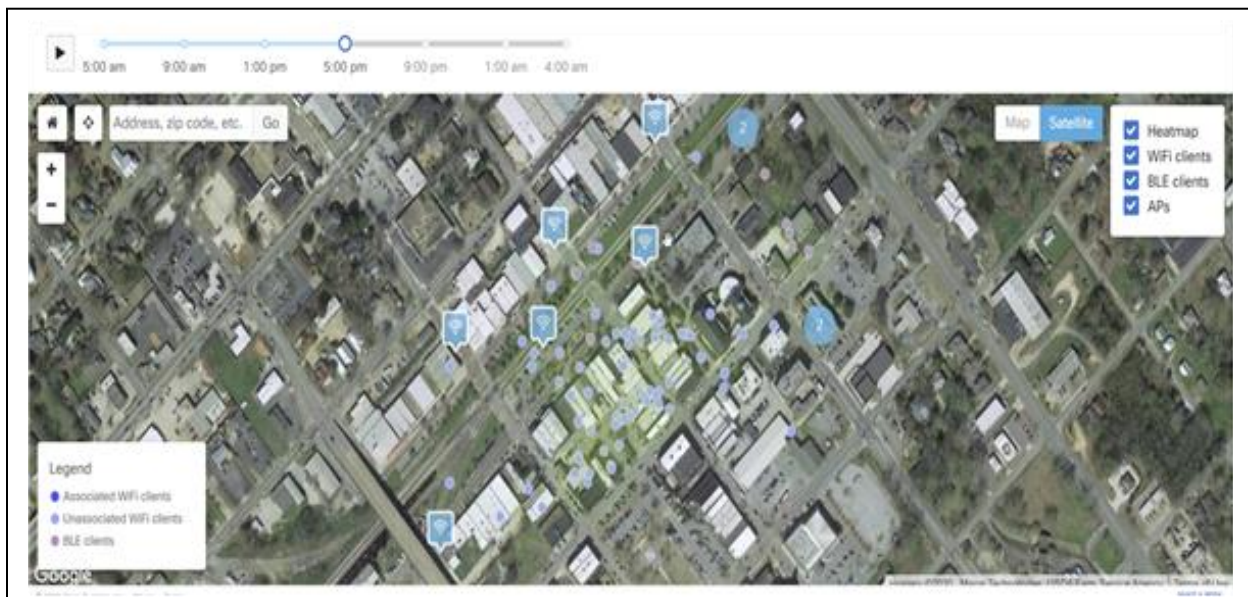 5:00 am 9:00 am 1:00 pm 5:00 pm 9:00 pm 1:00 am 4:00 am
Address, zip code, etc. Go
Map Satellite
Heatmap
WiFi clients
BLE clients
APs
+
-
2
2
Legend
Associated WiFi clients
Unassociated WiFi clients
BLE clients
Google